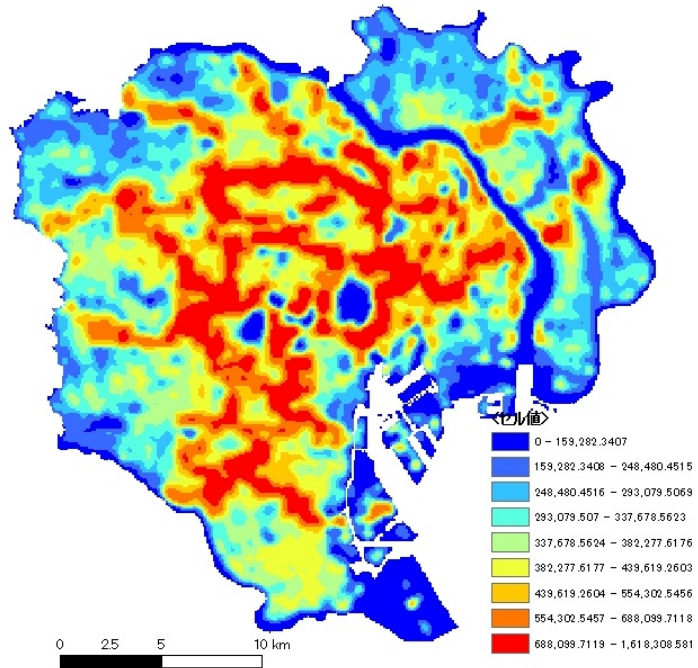 <セル値>
0 - 159,282.3407
159,282.3408 - 248,480.4515
248,480.4516 - 293,079.5069
293,079.507 - 337,678.5623
337,678.5624 - 382,277.6176
382,277.6177 - 439,619.2603
439,619.2604 - 554,302.5456
554,302.5457 - 688,099.7118
688,099.7119 - 1,618,308.581
0 2.5 5 10 km